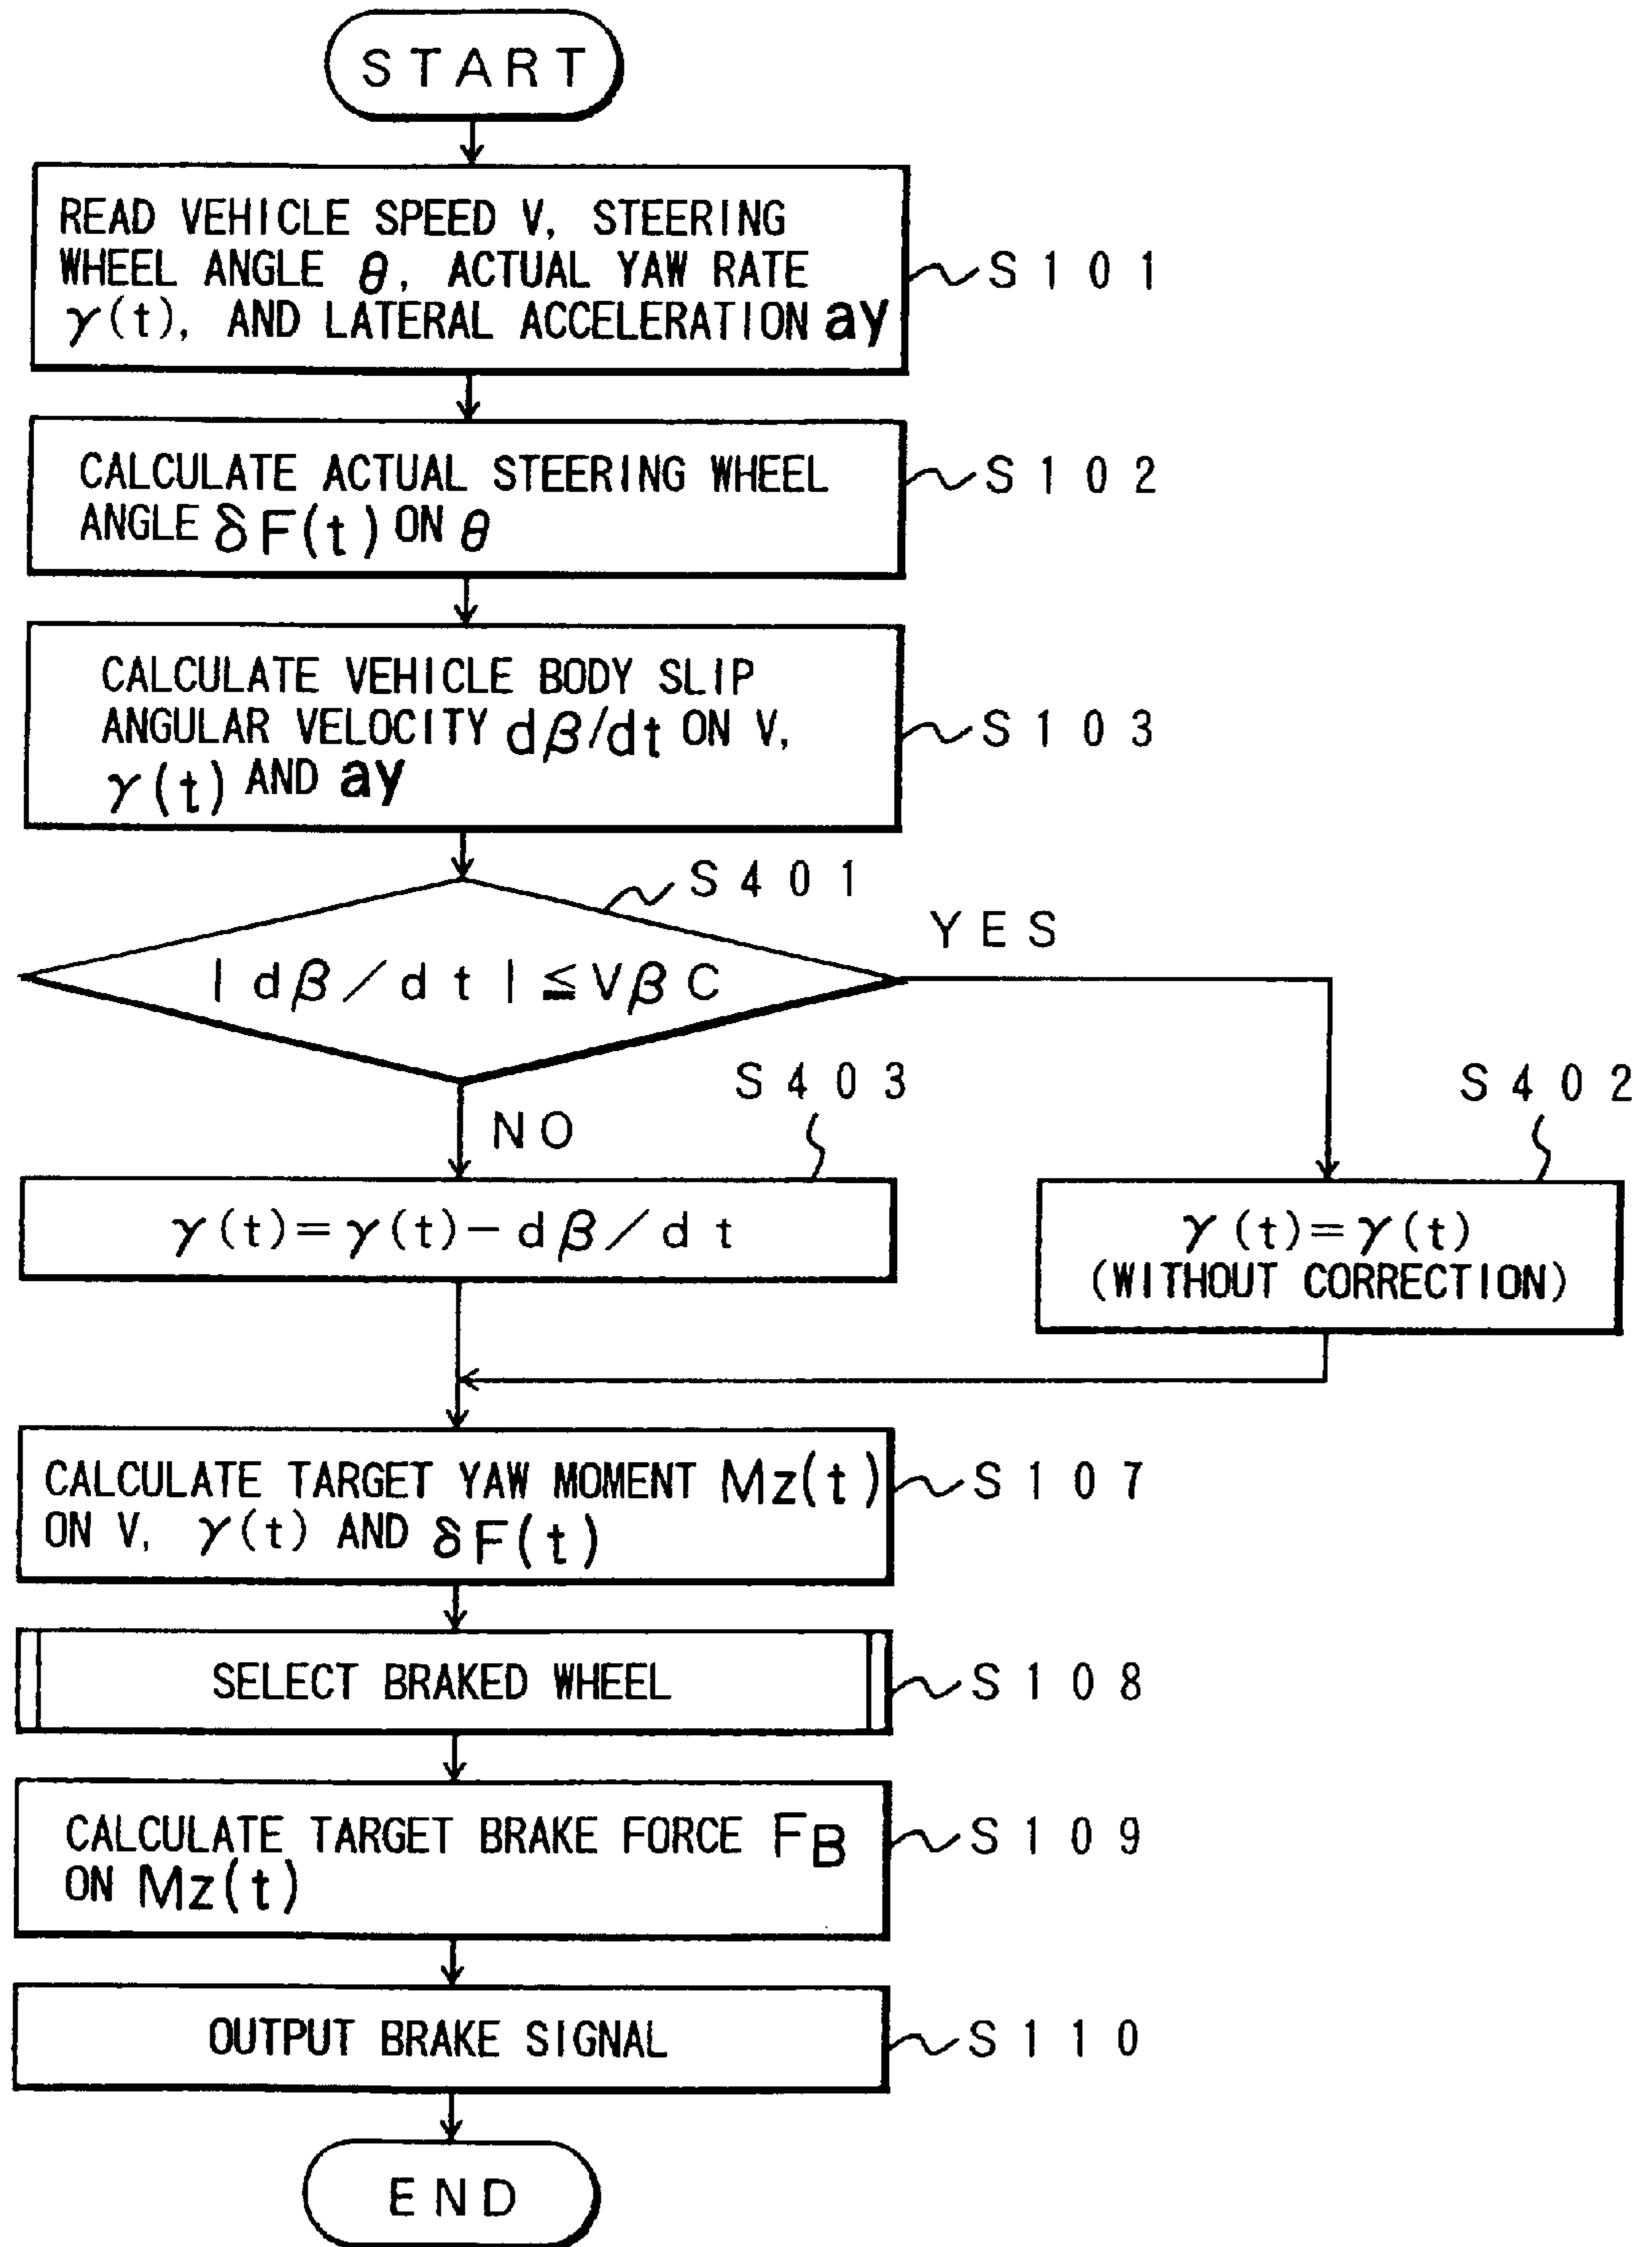 START
READ VEHICLE SPEED V, STEERING
WHEEL ANGLE θ, ACTUAL YAW RATE
γ(t), AND LATERAL ACCELERATION ay
S101
CALCULATE ACTUAL STEERING WHEEL
ANGLE δF(t) ON θ
S102
CALCULATE VEHICLE BODY SLIP
ANGULAR VELOCITY dβ/dt ON V,
γ(t) AND ay
S103
S401
|dβ/dt|≦VβC
YES
NO
S403
γ(t)=γ(t)-dβ/dt
S402
γ(t)=γ(t)
(WITHOUT CORRECTION)
CALCULATE TARGET YAW MOMENT Mz(t)
ON V, γ(t) AND δF(t)
S107
SELECT BRAKED WHEEL
S108
CALCULATE TARGET BRAKE FORCE FB
ON Mz(t)
S109
OUTPUT BRAKE SIGNAL
S110
END